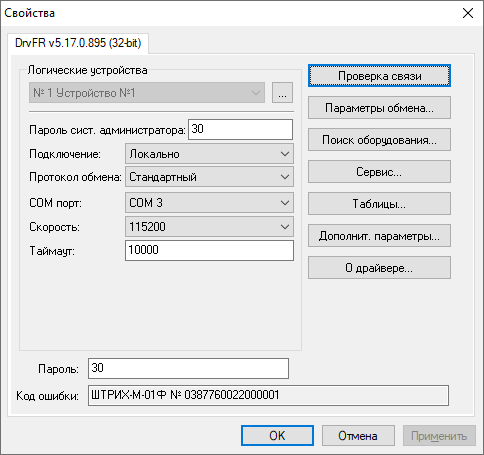 Свойства
DrvFR v5.17.0.895 (32-bit)
Логические устройства
№ 1 Устройство №1
...
Проверка связи
Параметры обмена...
Пароль сист. администратора: 30
Поиск оборудования...
Подключение: Локально
Протокол обмена: Стандартный
Сервис...
COM порт: COM 3
Таблицы...
Скорость: 115200
Дополнит. параметры...
Таймаут: 10000
О драйвере...
Пароль: 30
Код ошибки: ШТРИХ-М-01Ф № 0387760022000001
OK
Отмена
Применить